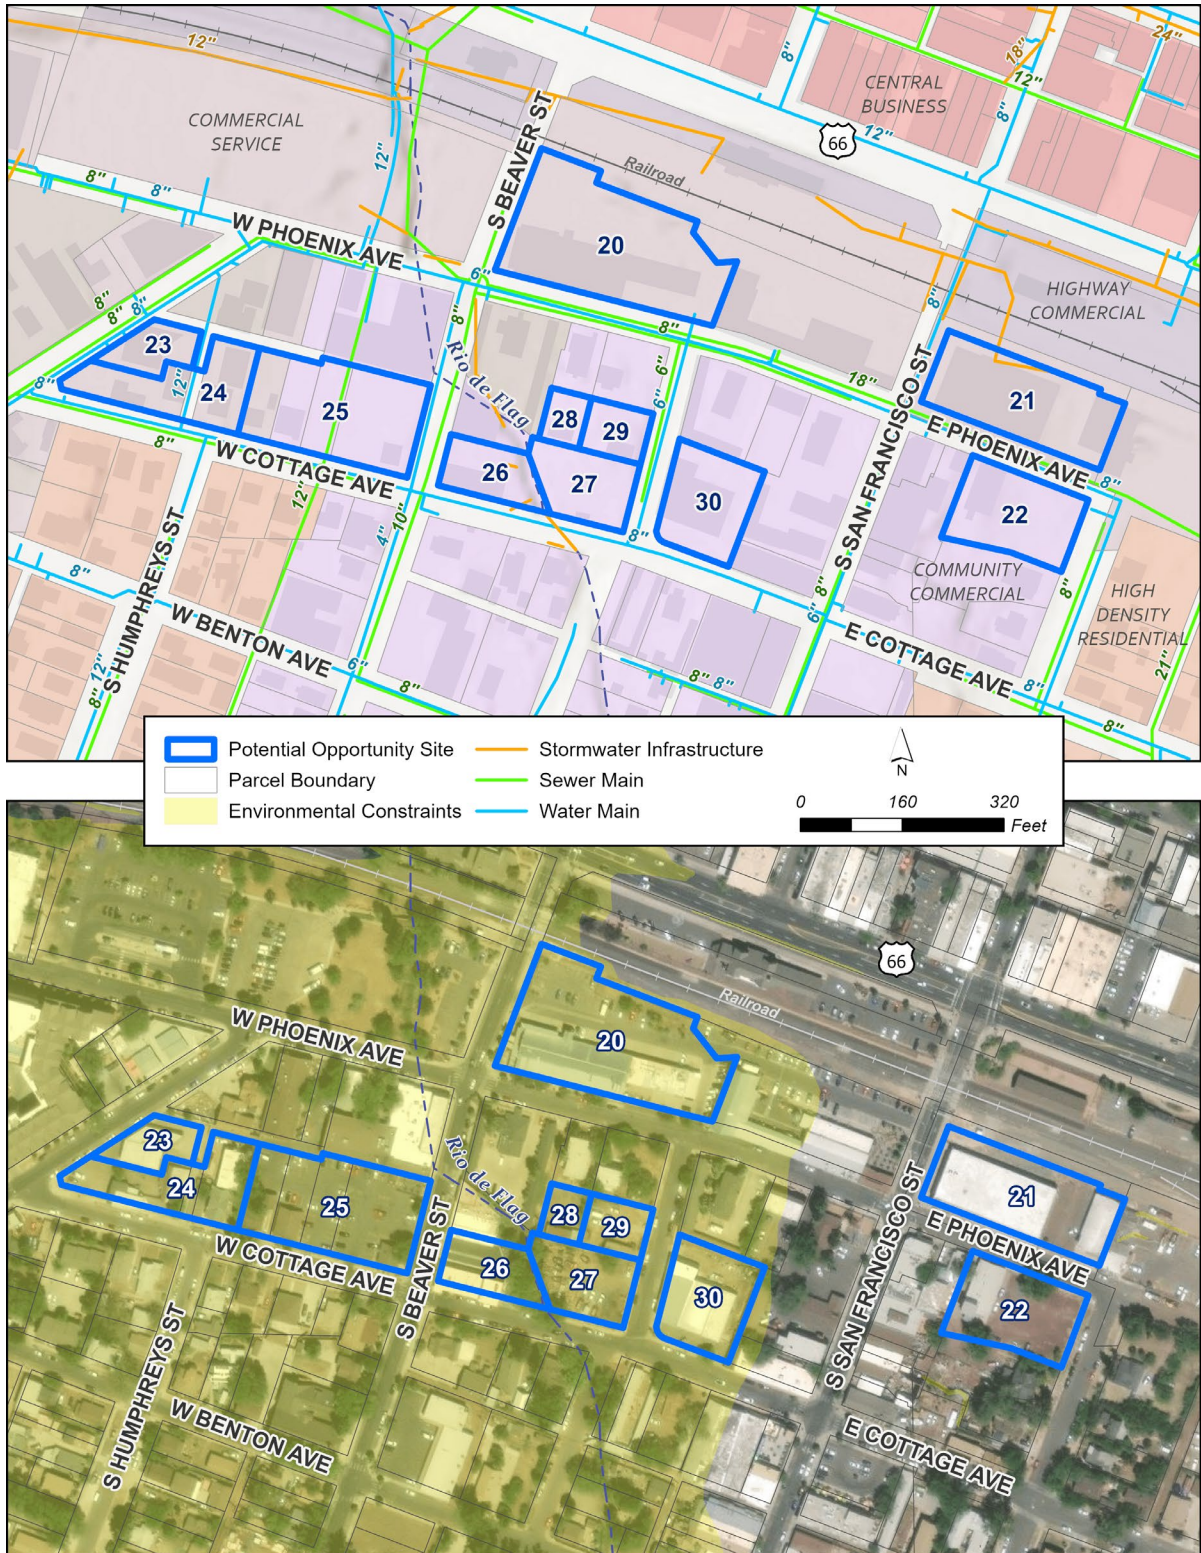 12"
8"
18"
24"
12"
COMMERCIAL
SERVICE
CENTRAL
BUSINESS
8"
12"
66
12"
S BEAVER ST
Railroad
8"
8"
W PHOENIX AVE
20
6"
8"
HIGHWAY
COMMERCIAL
8"
8"
8"
8"
8"
23
Rio de Flag
6"
18"
12"
24
25
28
29
6"
21
8"
E PHOENIX AVE
8"
W COTTAGE AVE
26
27
30
8"
22
12"
10"
4"
8"
S SAN FRANCISCO ST
COMMUNITY
COMMERCIAL
HIGH
DENSITY
RESIDENTIAL
8"
8"
S HUMPHREYS ST
W BENTON AVE
6"
8"
6"
8"
E COTTAGE AVE
12"
8"
8"
8"
8"
21"
8"
Potential Opportunity Site
Parcel Boundary
Environmental Constraints
Stormwater Infrastructure
Sewer Main
Water Main
N
0 160 320
Feet
66
Railroad
W PHOENIX AVE
20
23
24
25
Rio de Flag
28
29
21
E PHOENIX AVE
W COTTAGE AVE
S BEAVER ST
26
27
30
22
S SAN FRANCISCO ST
S HUMPHREYS ST
W BENTON AVE
E COTTAGE AVE